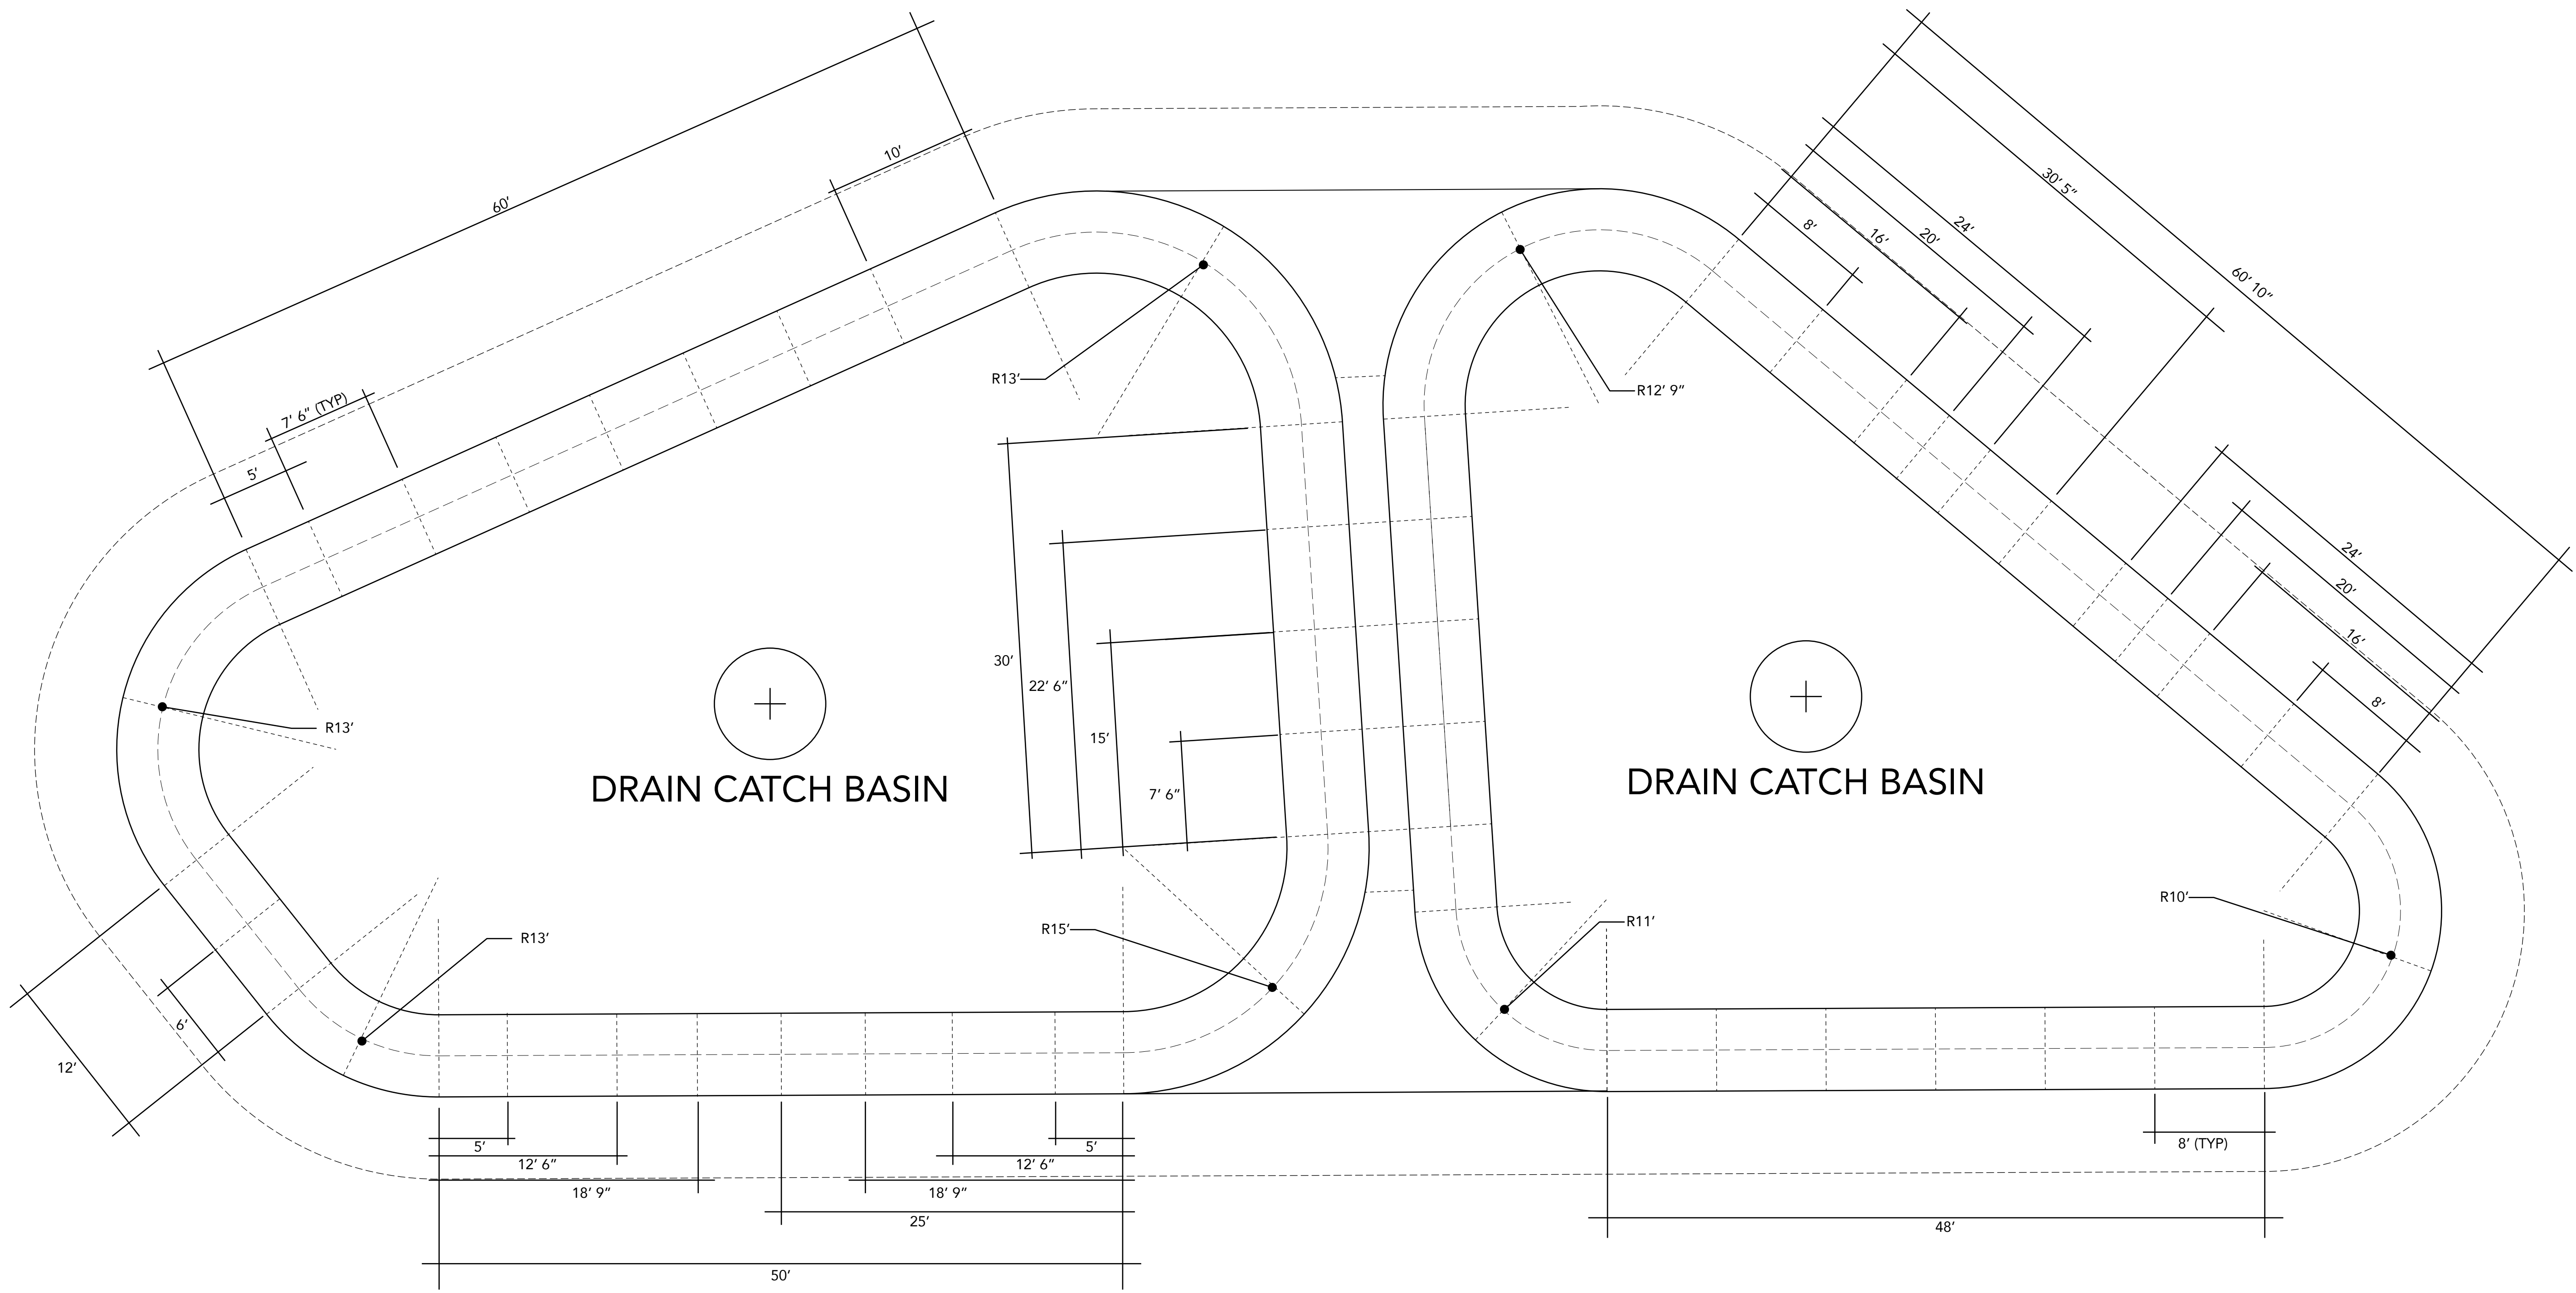 60’
10’
7’ 6” (TYP)
5’
8’
16’
20’
24’
30’ 5”
60’ 10”
R13’
R12’ 9”
24’
20’
16’
8’
30’
22’ 6”
15’
7’ 6”
R13’
DRAIN CATCH BASIN
DRAIN CATCH BASIN
R10’
R15’
R11’
R13’
6’
12’
5’
12’ 6”
18’ 9”
5’
12’ 6”
18’ 9”
25’
50’
8’ (TYP)
48’